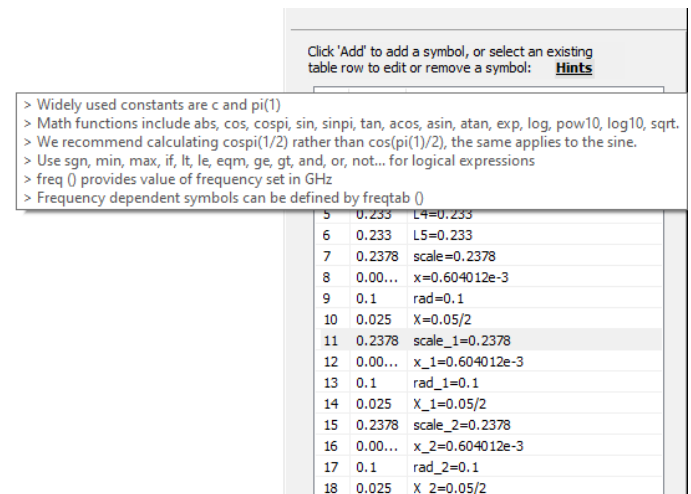 Click 'Add' to add a symbol, or select an existing
table row to edit or remove a symbol: Hints
> Widely used constants are c and pi(1)
> Math functions include abs, cos, cospi, sin, sinpi, tan, acos, asin, atan, exp, log, pow10, log10, sqrt.
> We recommend calculating cospi(1/2) rather than cos(pi(1)/2), the same applies to the sine.
> Use sgn, min, max, if, lt, le, eqm, ge, gt, and, or, not... for logical expressions
> freq () provides value of frequency set in GHz
> Frequency dependent symbols can be defined by freqtab ()
5 0.233 L4=0.233
6 0.233 L5=0.233
7 0.2378 scale=0.2378
8 0.00... x=0.604012e-3
9 0.1 rad=0.1
10 0.025 X=0.05/2
11 0.2378 scale_1=0.2378
12 0.00... x_1=0.604012e-3
13 0.1 rad_1=0.1
14 0.025 X_1=0.05/2
15 0.2378 scale_2=0.2378
16 0.00... x_2=0.604012e-3
17 0.1 rad_2=0.1
18 0.025 X_2=0.05/2